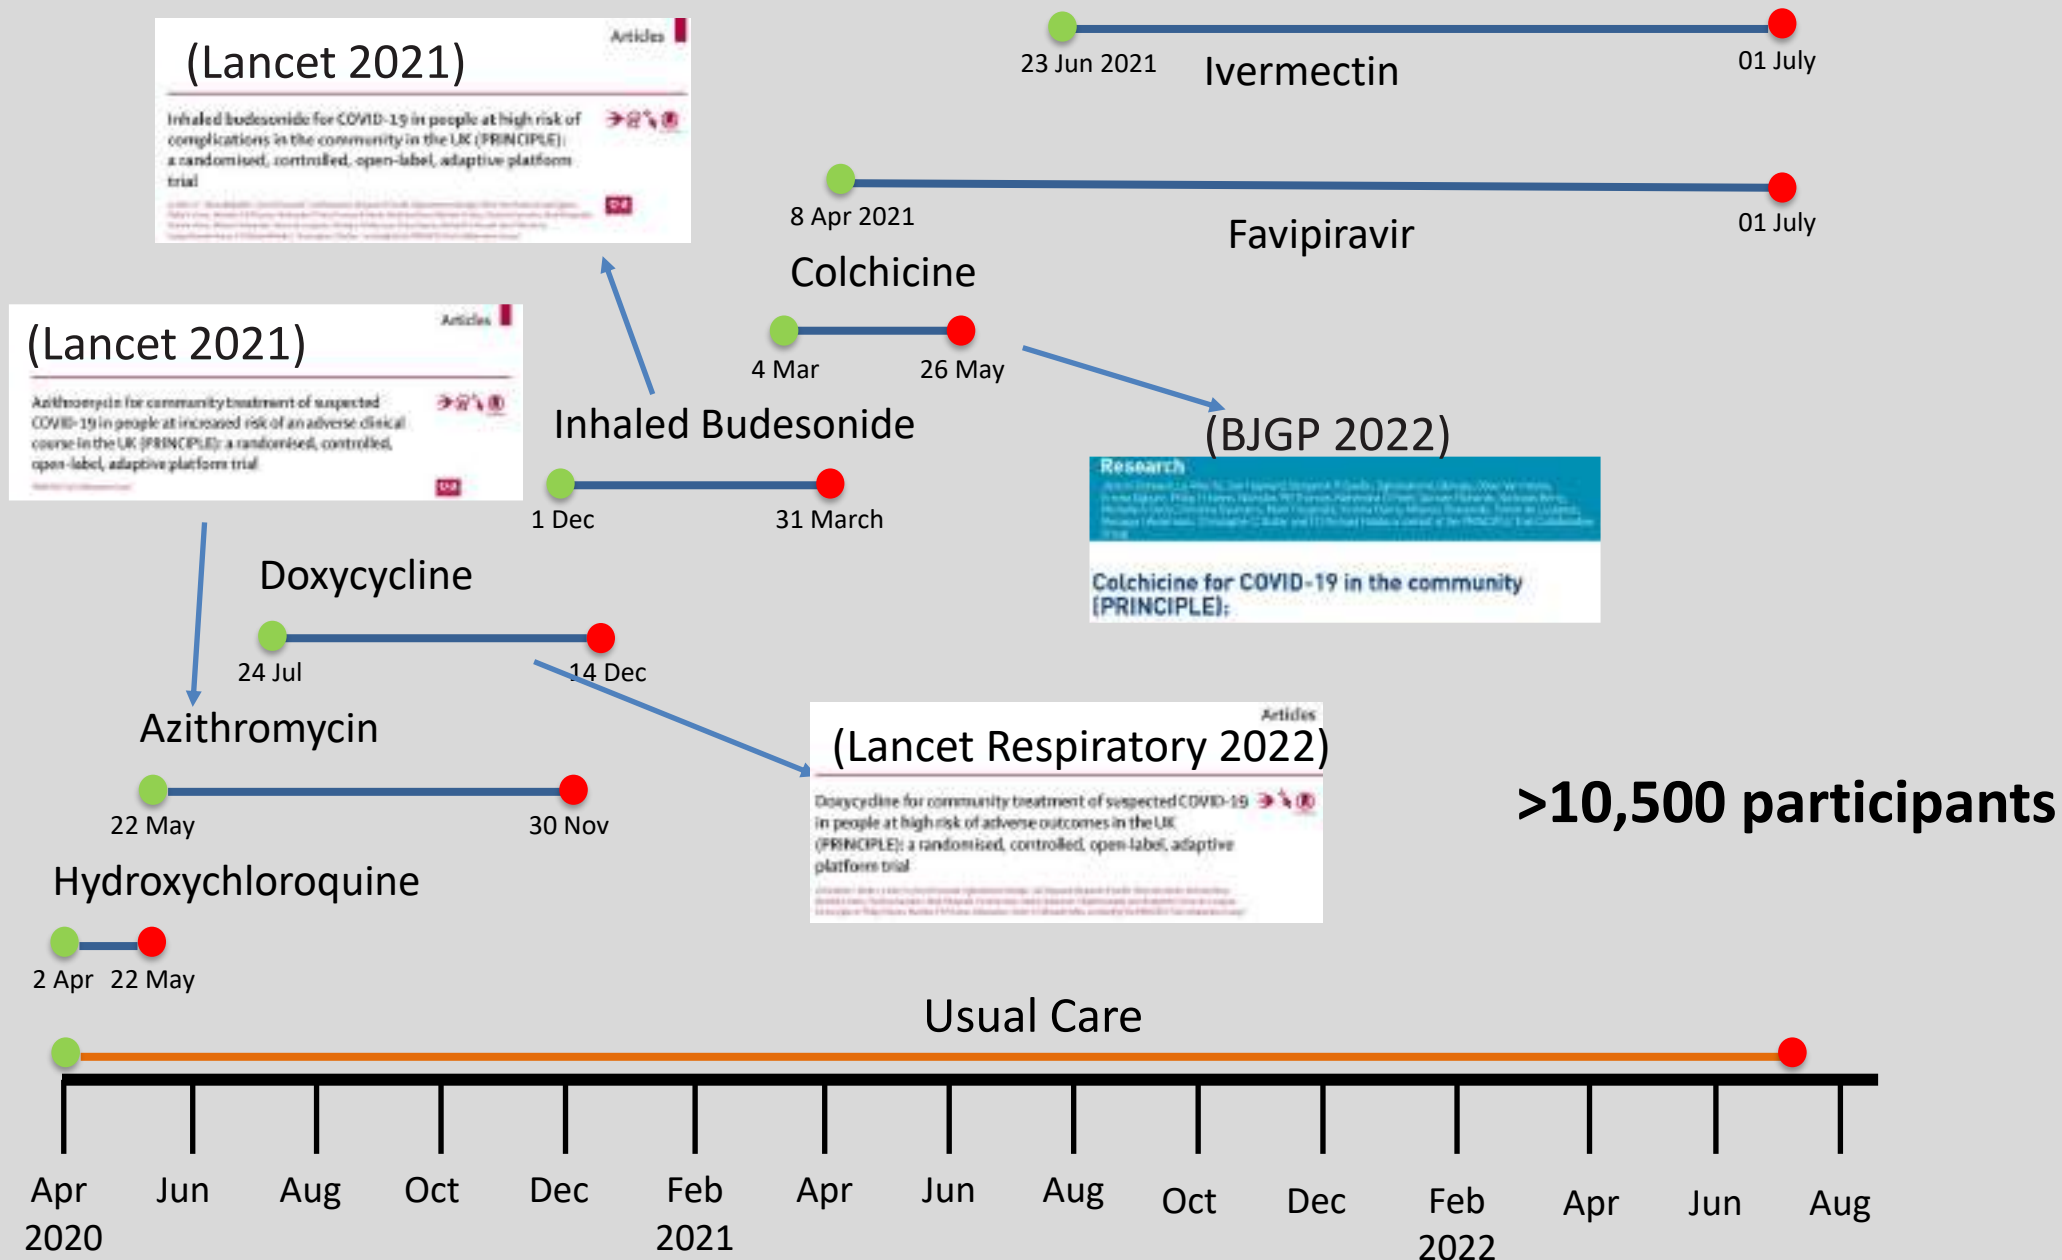 Articles
(Lancet 2021)
Inhaled budesonide for COVID-19 in people at high risk of
complications in the community in the UK (PRINCIPLE):
a randomised, controlled, open-label, adaptive platform
trial
23 Jun 2021
Ivermectin
01 July
8 Apr 2021
Favipiravir
01 July
Colchicine
4 Mar
26 May
Articles
(Lancet 2021)
Azithromycin for community treatment of suspected
COVID-19 in people at increased risk of an adverse clinical
course in the UK (PRINCIPLE): a randomised, controlled,
open-label, adaptive platform trial
Inhaled Budesonide
1 Dec
31 March
(BJGP 2022)
Research
Colchicine for COVID-19 in the community
(PRINCIPLE):
Doxycycline
24 Jul
14 Dec
Azithromycin
22 May
30 Nov
Articles
(Lancet Respiratory 2022)
Doxycycline for community treatment of suspected COVID-19
in people at high risk of adverse outcomes in the UK
(PRINCIPLE): a randomised, controlled, open-label, adaptive
platform trial
>10,500 participants
Hydroxychloroquine
2 Apr
22 May
Usual Care
Apr
2020
Jun
Aug
Oct
Dec
Feb
2021
Apr
Jun
Aug
Oct
Dec
Feb
2022
Apr
Jun
Aug